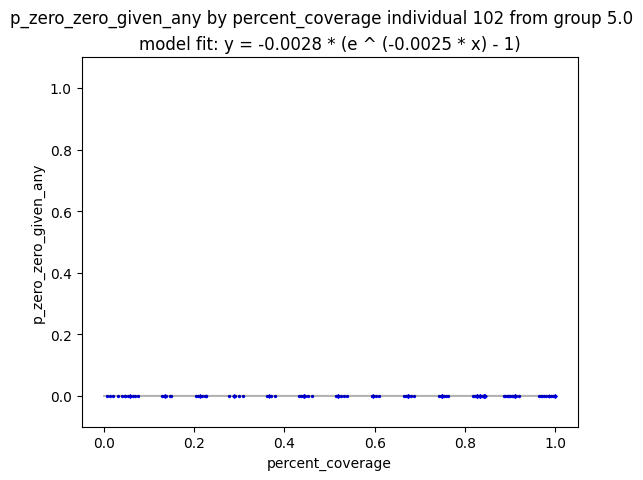 p_zero_zero_given_any by percent_coverage individual 102 from group 5.0
model fit: y = -0.0028 * (e ^ (-0.0025 * x) - 1)
1.0
0.8
0.6
0.4
0.2
0.0
p_zero_zero_given_any
0.0 0.2 0.4 0.6 0.8 1.0
percent_coverage